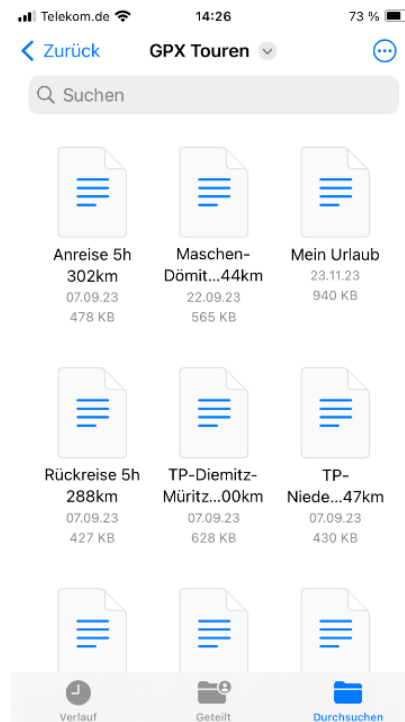 Telekom.de 14:26 73 %
Zurück GPX Touren
Suchen
Anreise 5h
302km
07.09.23
478 KB
Maschen-
Dömit...44km
22.09.23
565 KB
Mein Urlaub
23.11.23
940 KB
Rückreise 5h
288km
07.09.23
427 KB
TP-Diemitz-
Müritz...00km
07.09.23
628 KB
TP-
Niede...47km
07.09.23
430 KB
Verlauf Geteilt Durchsuchen